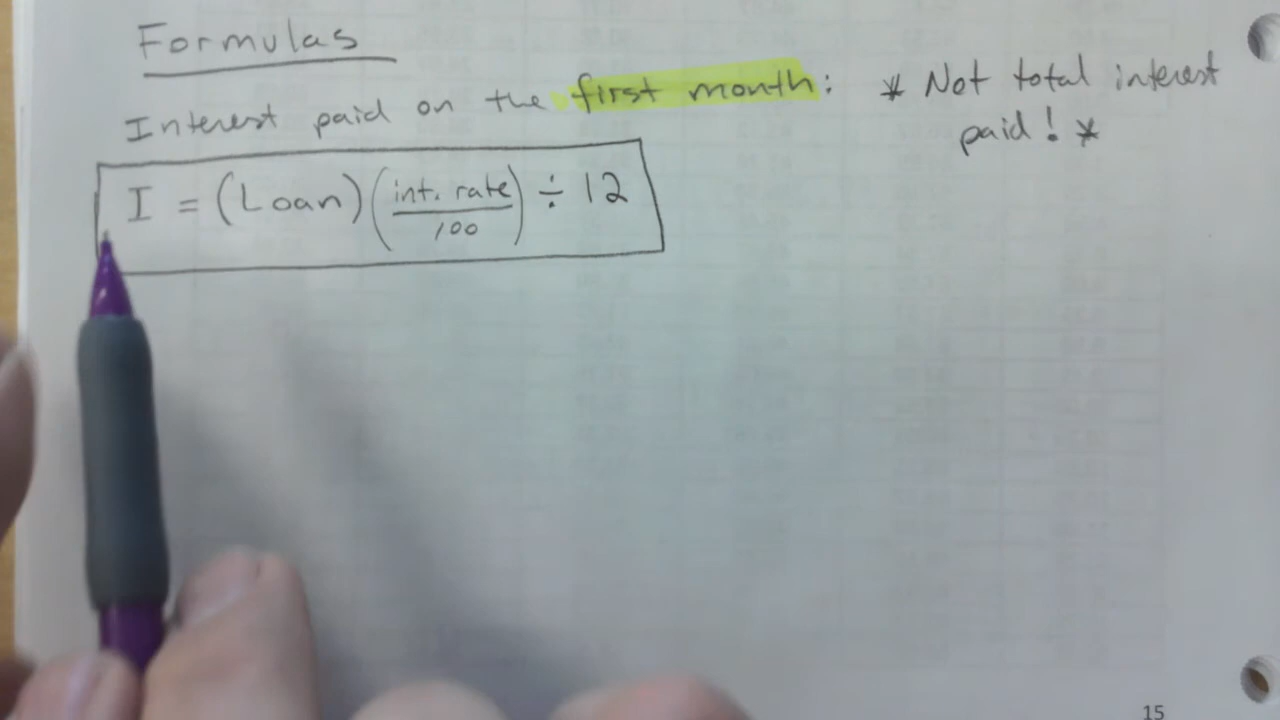 Formulas
Interest paid on the first month: * Not total interest
paid! *
I = (Loan)(int. rate/100) ÷ 12
15